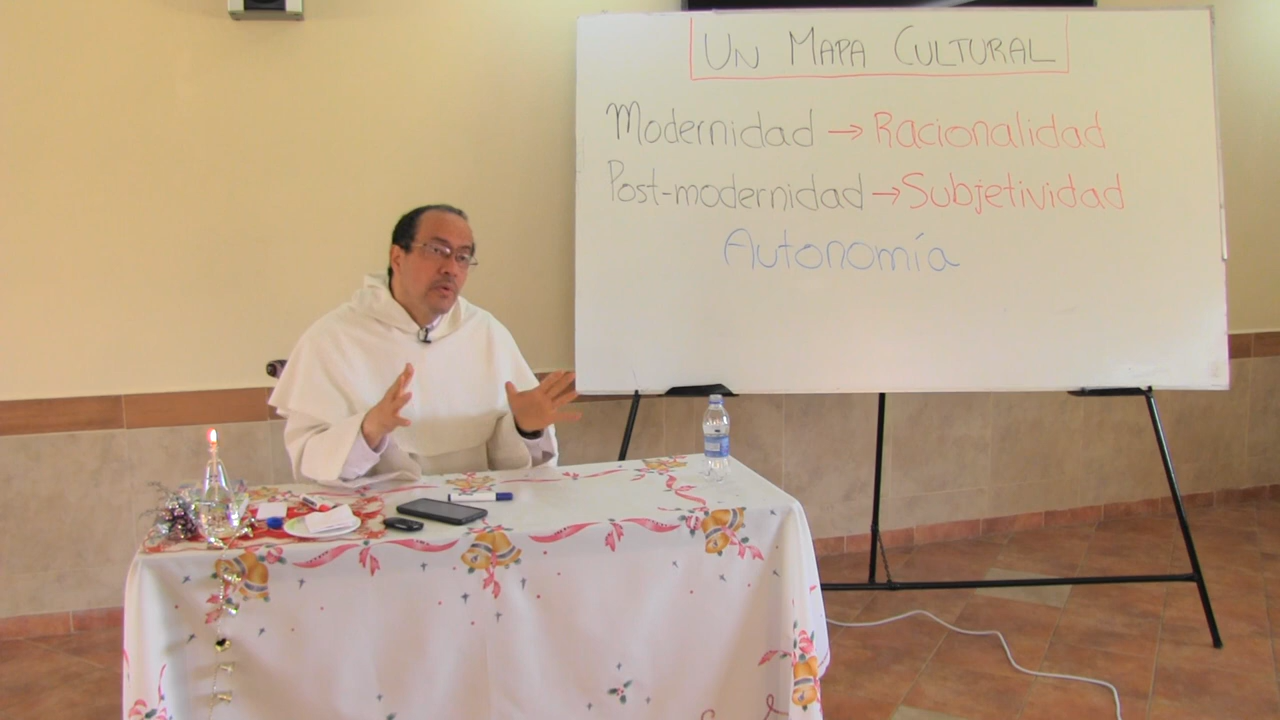 UN MAPA CULTURAL
Modernidad → Racionalidad
Post-modernidad → Subjetividad
Autonomía